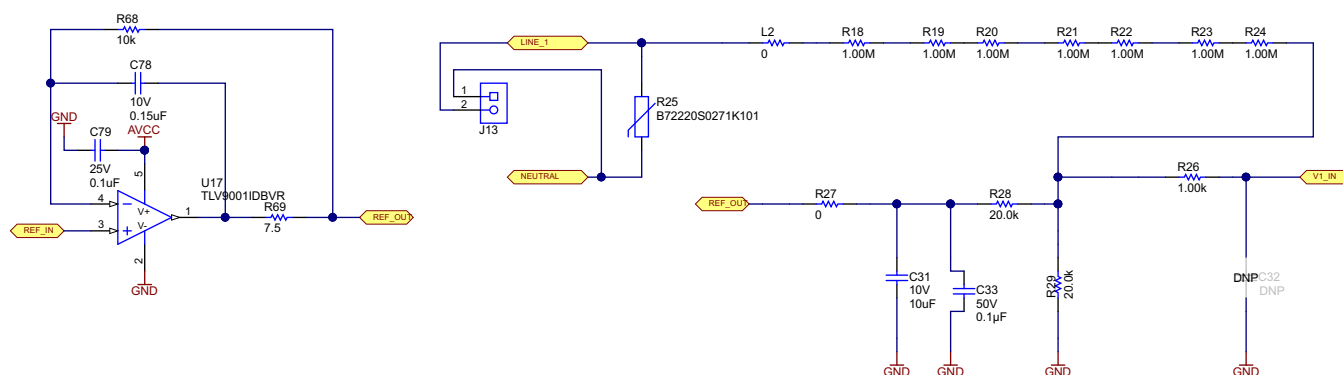 R68
10k
C78
10V
0.15uF
GND
AVCC
C79
25V
0.1uF
5
U17
TLV9001IDBVR
4
V+
1
3
V-
REF_IN
R69
7.5
REF_OUT
2
GND
LINE_1
1
2
J13
R25
B72220S0271K101
NEUTRAL
L2
0
R18
1.00M
R19
1.00M
R20
1.00M
R21
1.00M
R22
1.00M
R23
1.00M
R24
1.00M
R26
1.00k
V1_IN
REF_OUT
R27
0
R28
20.0k
C31
10V
10uF
C33
50V
0.1µF
R29
20.0k
DNP
C32
DNP
GND
GND
GND
GND